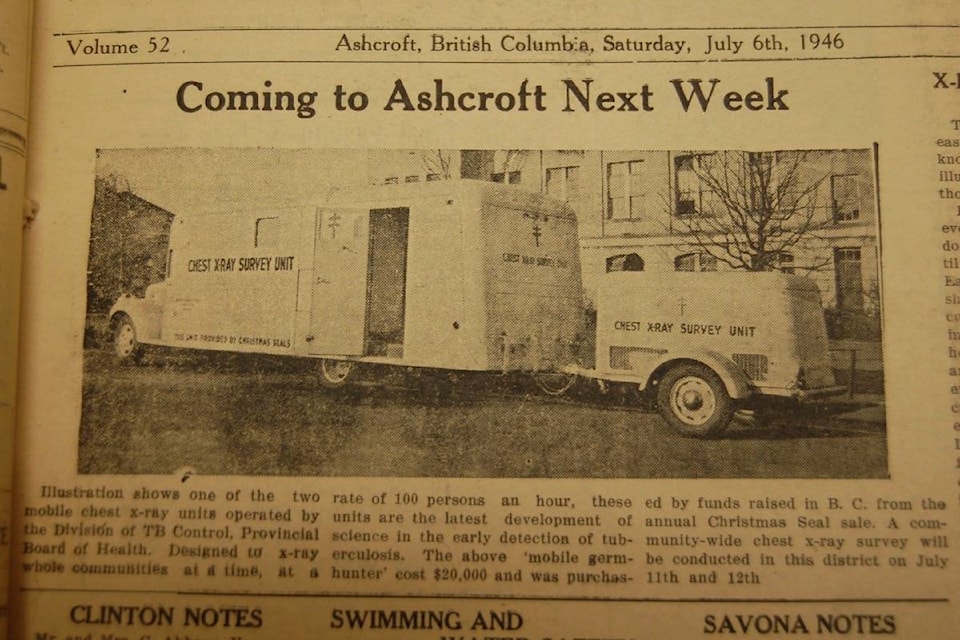 Volume 52
Ashcroft, British Columbia, Saturday, July 6th, 1946
Coming to Ashcroft Next Week
CHEST X-RAY SURVEY UNIT
THIS UNIT PROVIDED BY CHRISTMAS SEALS
CHEST X-RAY SURVEY UNIT
CHEST X-RAY SURVEY UNIT
Illustration shows one of the two
mobile chest x-ray units operated by
the Division of TB Control, Provincial
Board of Health. Designed to x-ray
whole communities at a time, at a
rate of 100 persons an hour, these
units are the latest development of
science in the early detection of tub-
erculosis. The above 'mobile germ-
hunter' cost $20,000 and was purchas-
ed by funds raised in B. C. from the
annual Christmas Seal sale. A com-
munity-wide chest x-ray survey will
be conducted in this district on July
11th and 12th
CLINTON NOTES
SWIMMING AND
SAVONA NOTES